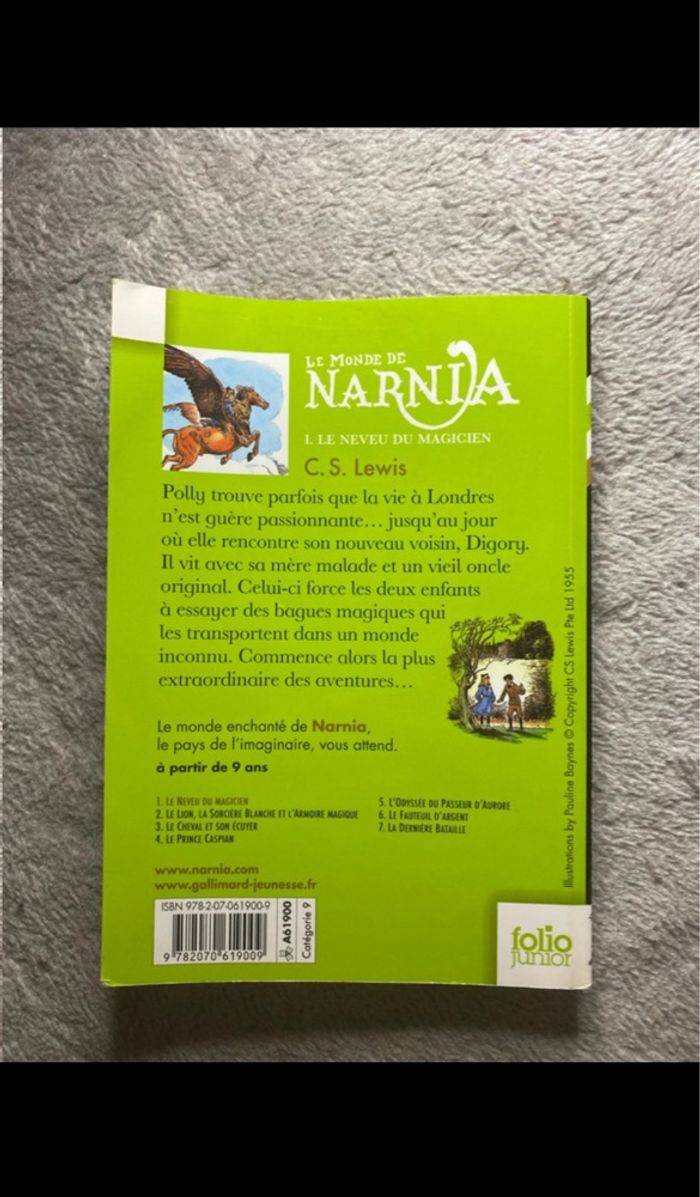 LE MONDE DE
NARNIA
1. LE NEVEU DU MAGICIEN
C. S. Lewis
Polly trouve parfois que la vie à Londres
n'est guère passionnante... jusqu'au jour
où elle rencontre son nouveau voisin, Digory.
Il vit avec sa mère malade et un vieil oncle
original. Celui-ci force les deux enfants
à essayer des bagues magiques qui
les transportent dans un monde
inconnu. Commence alors la plus
extraordinaire des aventures...
Le monde enchanté de Narnia,
le pays de l'imaginaire, vous attend.
à partir de 9 ans
1. LE NEVEU DU MAGICIEN
2. LE LION, LA SORCIÈRE BLANCHE ET L'ARMOIRE MAGIQUE
3. LE CHEVAL ET SON ÉCUYER
4. LE PRINCE CASPIAN
5. L'ODYSSÉE DU PASSEUR D'AURORE
6. LE FAUTEUIL D'ARGENT
7. LA DERNIÈRE BATAILLE
www.narnia.com
www.gallimard-jeunesse.fr
ISBN 978-2-07-061900-9
9 782070 619009
A61900
Catégorie 9
Illustrations by Pauline Baynes © Copyright CS Lewis Pte Ltd 1955
folio
junior